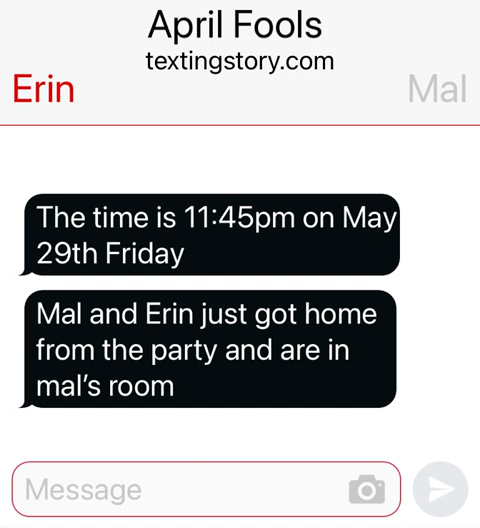 April Fools
textingstory.com
Erin
Mal
The time is 11:45pm on May
29th Friday
Mal and Erin just got home
from the party and are in
mal’s room
Message